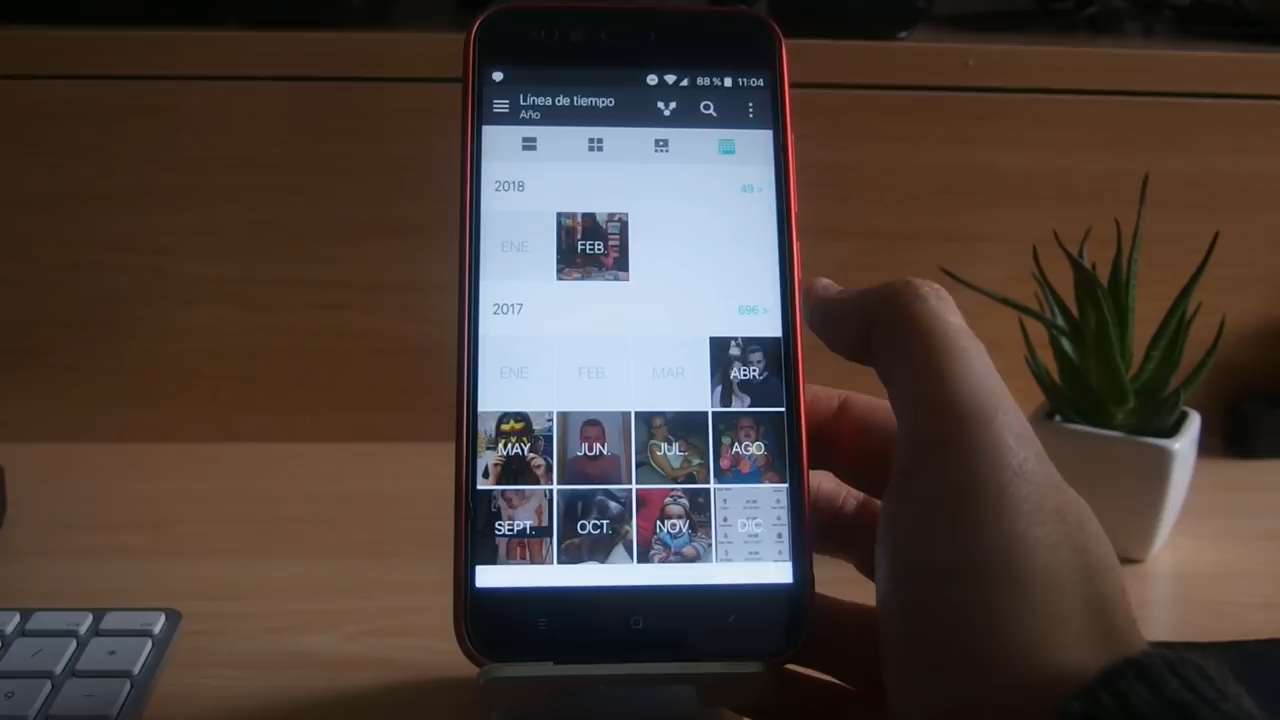 88 % 11:04
Línea de tiempo
Año
2018 49 >
ENE FEB.
2017 696 >
ENE FEB. MAR. ABR.
MAY. JUN. JUL. AGO.
SEPT. OCT. NOV. DIC.